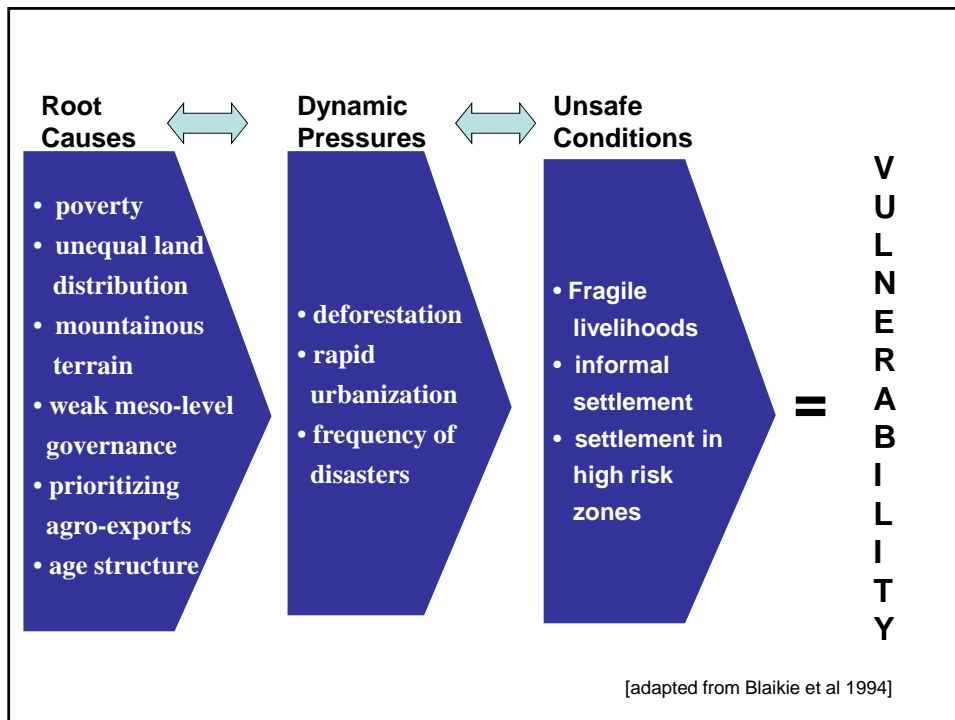 Root
Causes
Dynamic
Pressures
Unsafe
Conditions
• poverty
• unequal land
distribution
• mountainous
terrain
• weak meso-level
governance
• prioritizing
agro-exports
• age structure
• deforestation
• rapid
urbanization
• frequency of
disasters
• Fragile
livelihoods
• informal
settlement
• settlement in
high risk
zones
=
V
U
L
N
E
R
A
B
I
L
I
T
Y
[adapted from Blaikie et al 1994]